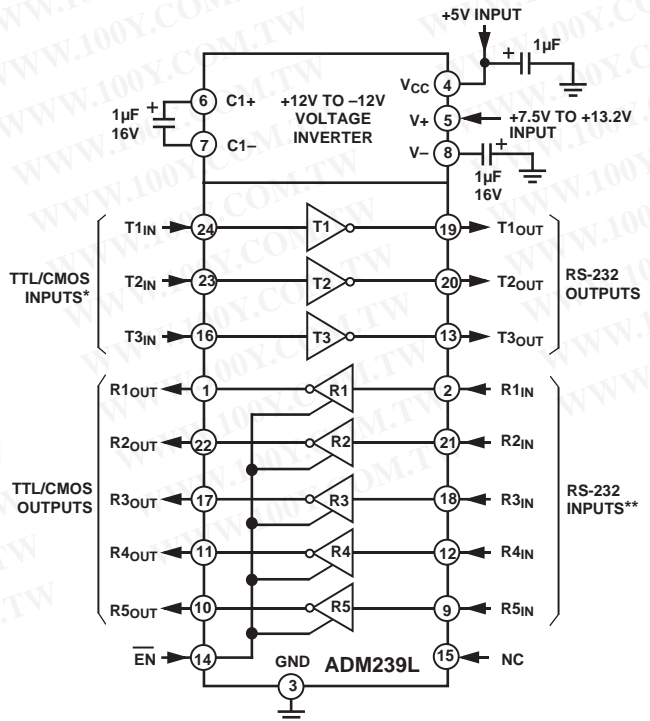 +5V INPUT
1µF
+12V TO –12V
VOLTAGE
INVERTER
1µF
16V
6 C1+
7 C1–
VCC 4
V+ 5
+7.5V TO +13.2V
INPUT
V– 8
1µF
16V
T1IN 24 T1 19 T1OUT
T2IN 23 T2 20 T2OUT
T3IN 16 T3 13 T3OUT
TTL/CMOS
INPUTS*
RS-232
OUTPUTS
R1OUT 1 R1 2 R1IN
R2OUT 22 R2 21 R2IN
R3OUT 17 R3 18 R3IN
R4OUT 11 R4 12 R4IN
R5OUT 10 R5 9 R5IN
TTL/CMOS
OUTPUTS
RS-232
INPUTS**
EN 14
GND
3
ADM239L
15 NC
WWW.100Y.COM.TW